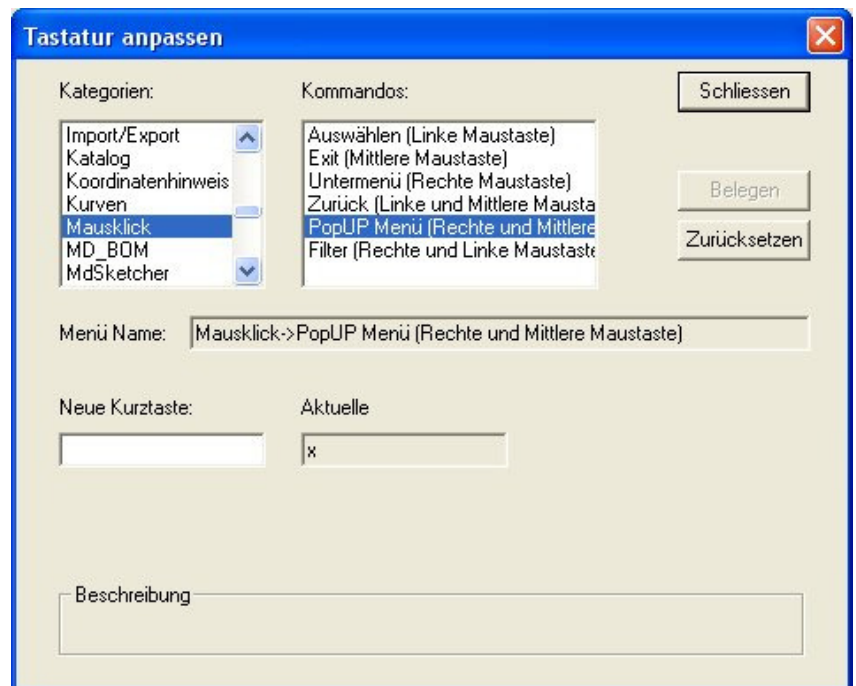 Tastatur anpassen
Kategorien:
Kommandos:
Schliessen
Import/Export
Katalog
Koordinatenhinweis
Kurven
Mausklick
MD_BOM
MdSketcher
Auswählen (Linke Maustaste)
Exit (Mittlere Maustaste)
Untermenü (Rechte Maustaste)
Zurück (Linke und Mittlere Mausta
PopUP Menü (Rechte und Mittlere
Filter (Rechte und Linke Maustaste
Belegen
Zurücksetzen
Menü Name: Mausklick->PopUP Menü (Rechte und Mittlere Maustaste)
Neue Kurztaste:
Aktuelle
x
Beschreibung